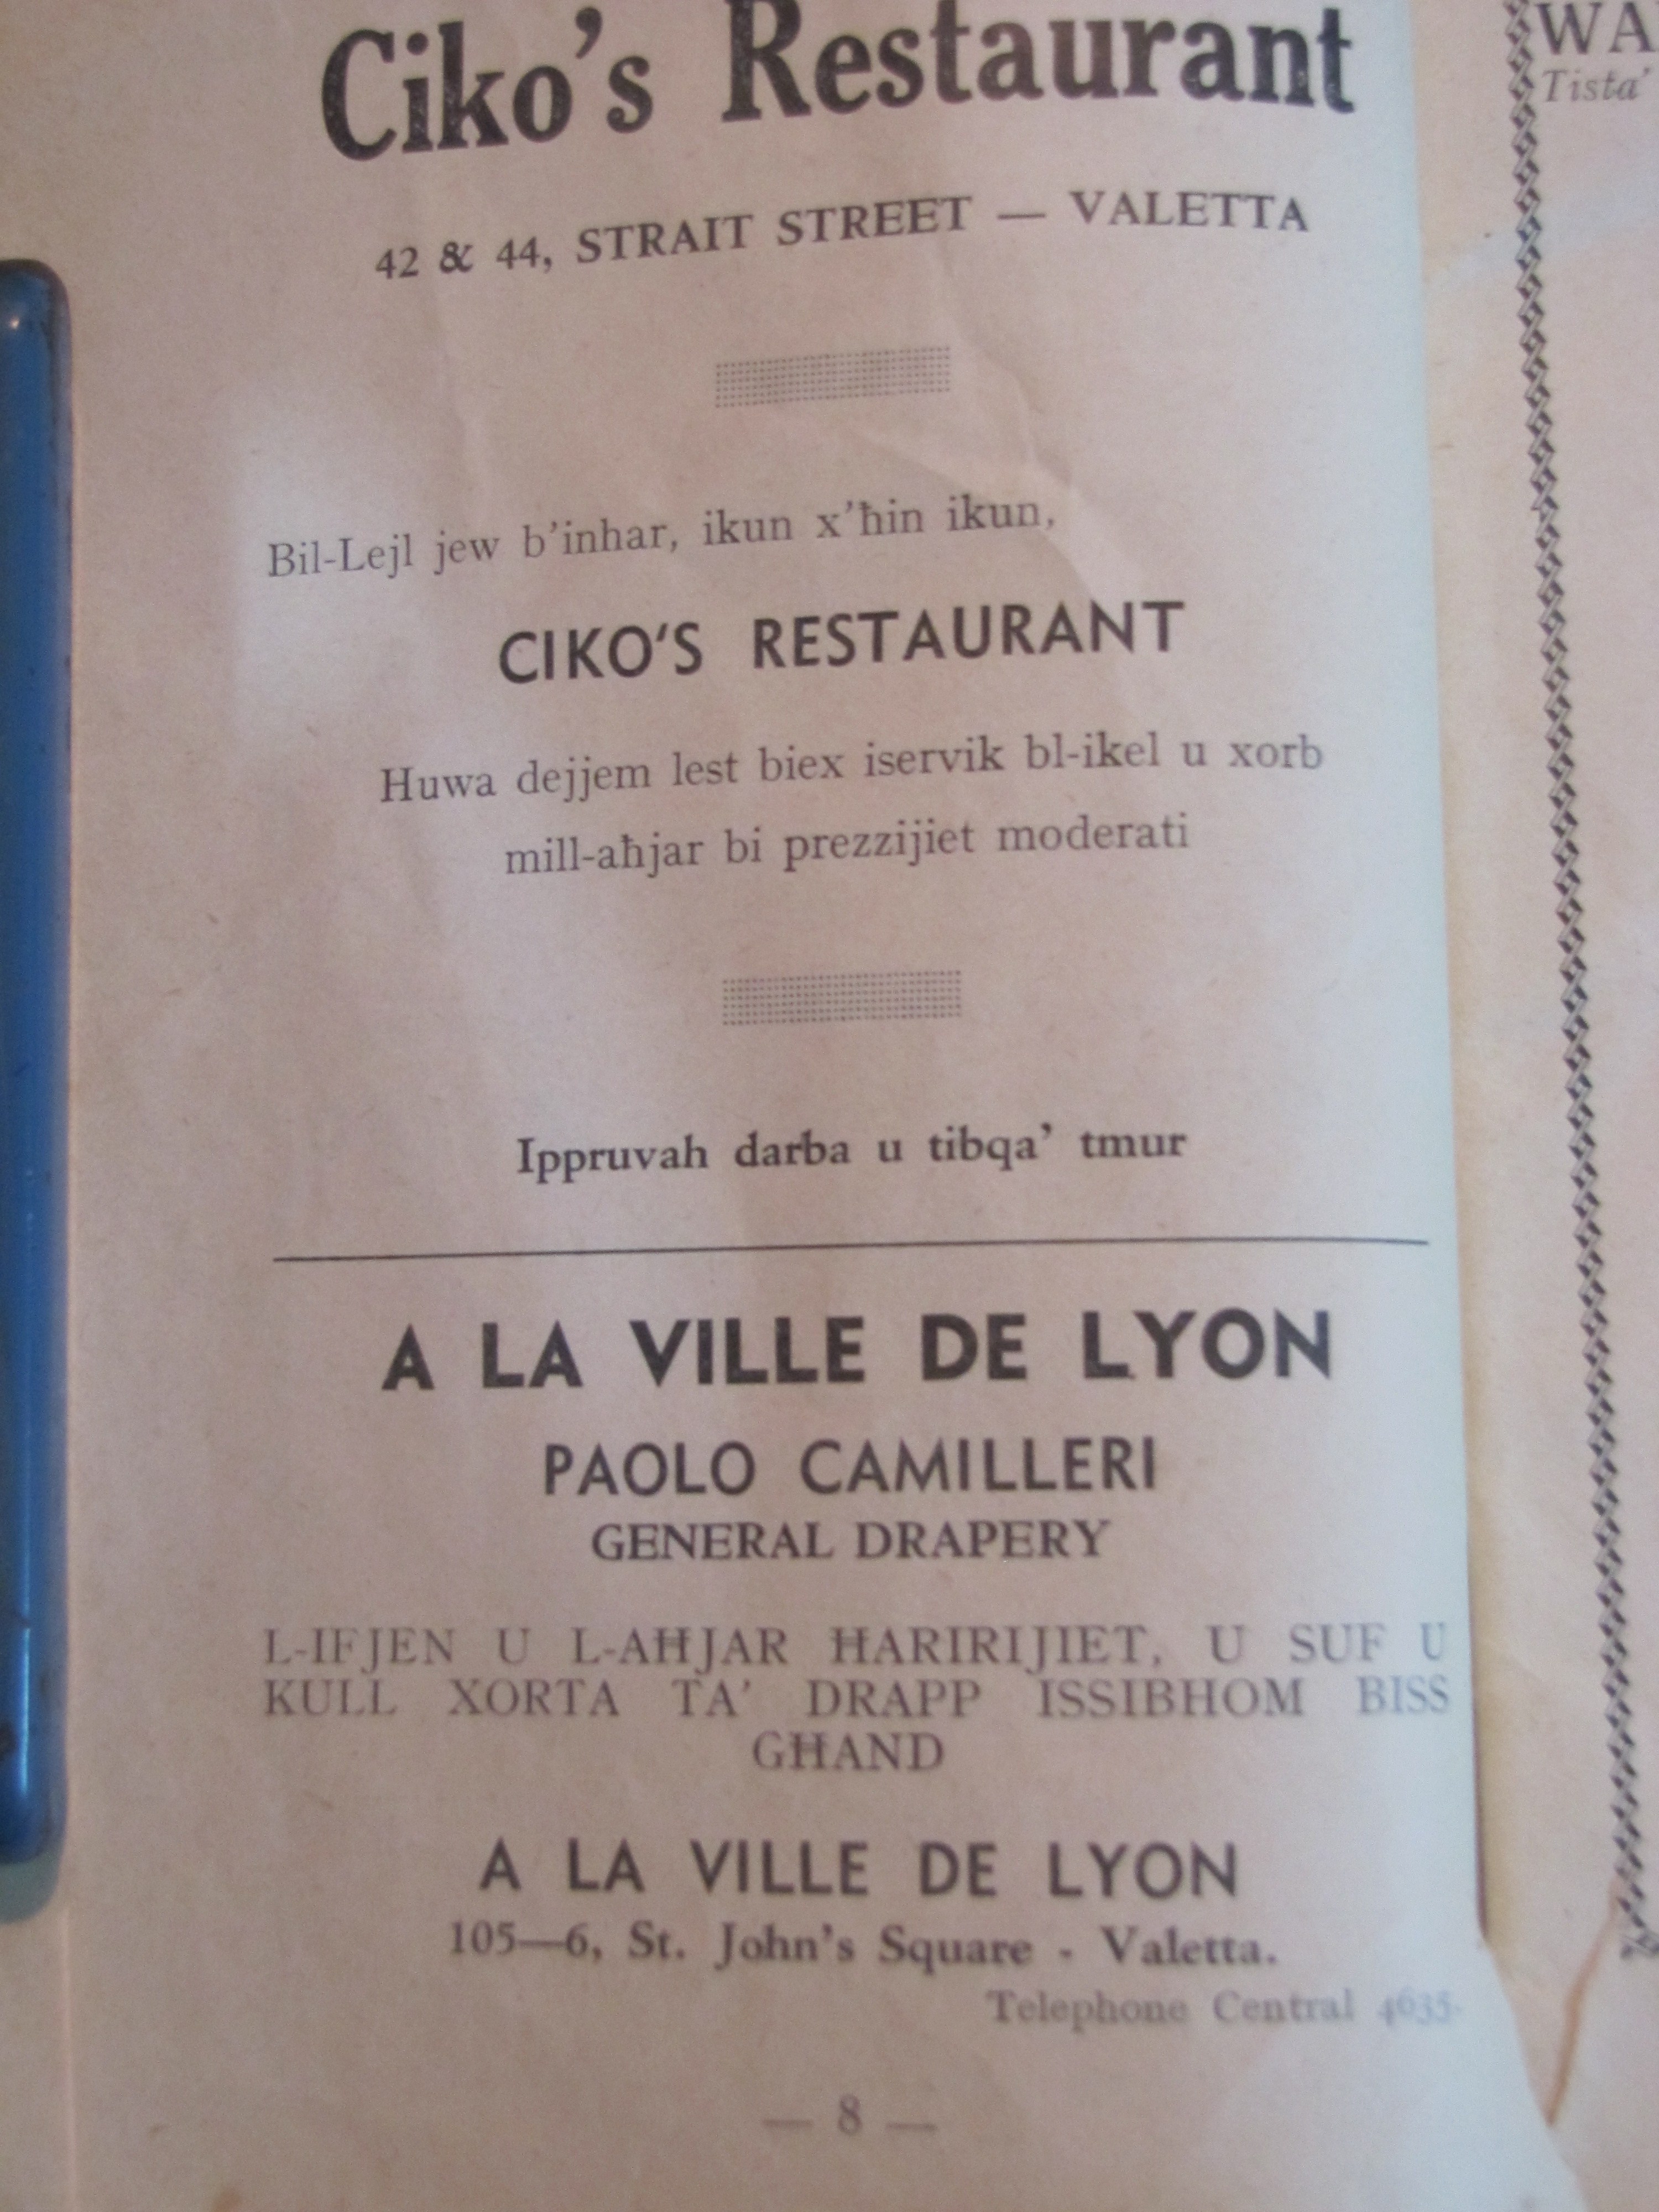 Ciko's Restaurant
42 & 44, STRAIT STREET — VALETTA
Bil-Lejl jew b'inhar, ikun x'ħin ikun,
CIKO'S RESTAURANT
Huwa dejjem lest biex iservik bl-ikel u xorb
mill-aħjar bi prezzijiet moderati
Ippruvah darba u tibqa' tmur
A LA VILLE DE LYON
PAOLO CAMILLERI
GENERAL DRAPERY
L-IFJEN U L-AĦJAR ĦARIRIJIET, U SUF U
KULL XORTA TA' DRAPP ISSIBHOM BISS
GĦAND
A LA VILLE DE LYON
105—6, St. John's Square - Valetta.
Telephone Central 4635.
— 8 —
WA
Tista'